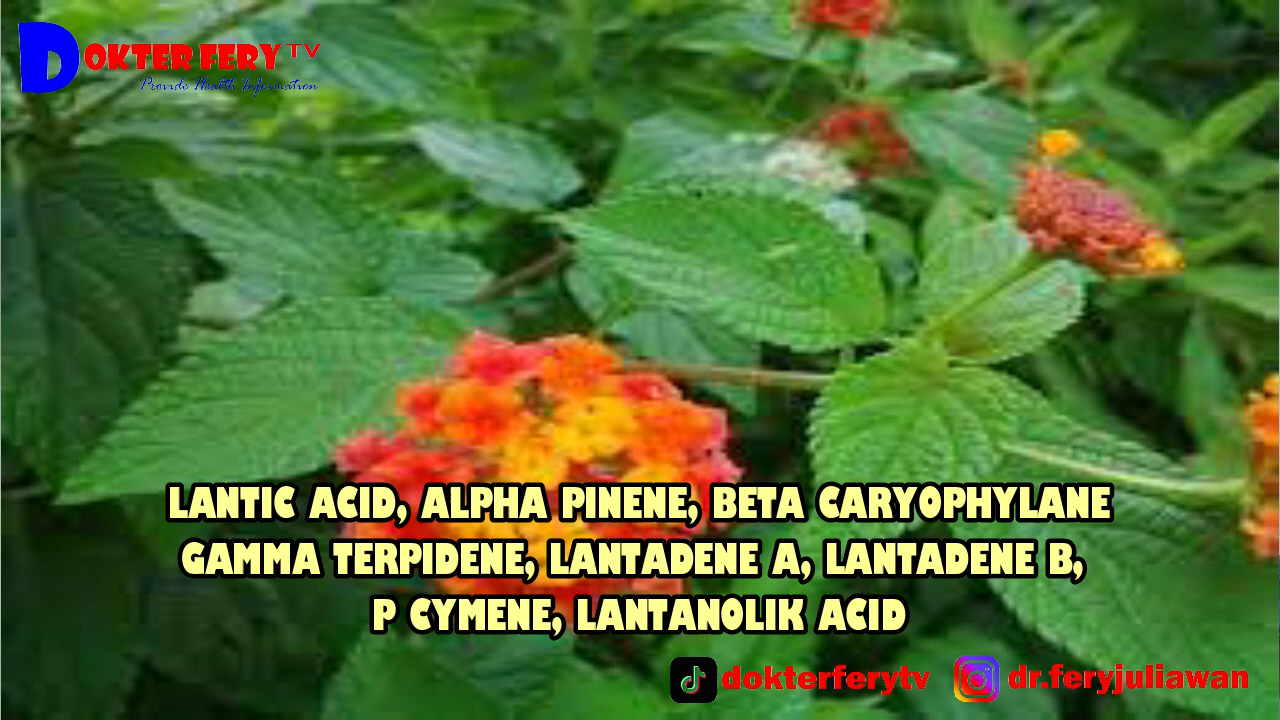 DOKTER FERY TV
Provide Health Information
LANTIC ACID, ALPHA PINENE, BETA CARYOPHYLANE
GAMMA TERPIDENE, LANTADENE A, LANTADENE B,
P CYMENE, LANTANOLIK ACID
dokterferytv dr.feryjuliawan